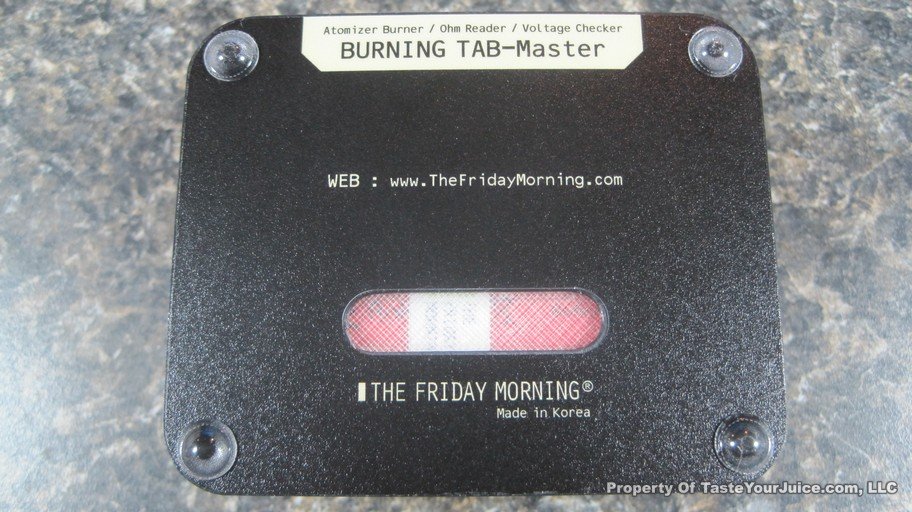 Atomizer Burner / Ohm Reader / Voltage Checker
BURNING TAB-Master
WEB : www.TheFridayMorning.com
THE FRIDAY MORNING®
Made in Korea
Property Of TasteYourJuice.com, LLC